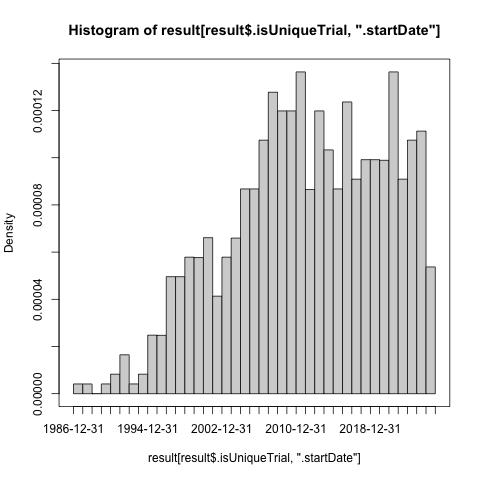 Histogram of result[result$.isUniqueTrial, ".startDate"]
Density
0.00012
0.00008
0.00004
0.00000
1986-12-31 1994-12-31 2002-12-31 2010-12-31 2018-12-31
result[result$.isUniqueTrial, ".startDate"]